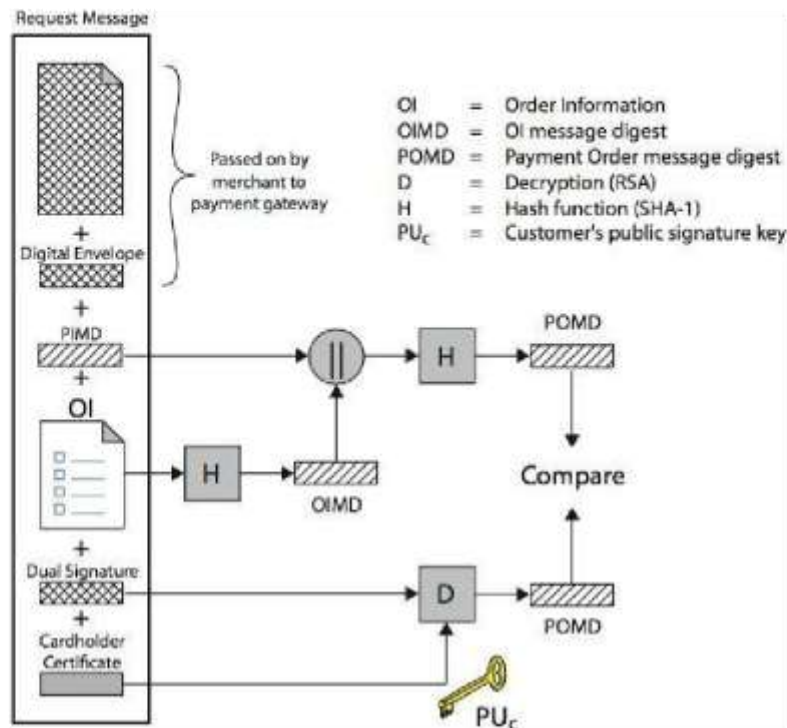 Request Message
OI = Order Information
OIMD = OI message digest
POMD = Payment Order message digest
D = Decryption (RSA)
H = Hash function (SHA-1)
PUc = Customer's public signature key
Passed on by
merchant to
payment gateway
+
Digital Envelope
+
PIMD
+
OI
||
H
POMD
H
OIMD
Compare
+
Dual Signature
D
POMD
+
Cardholder
Certificate
PUc